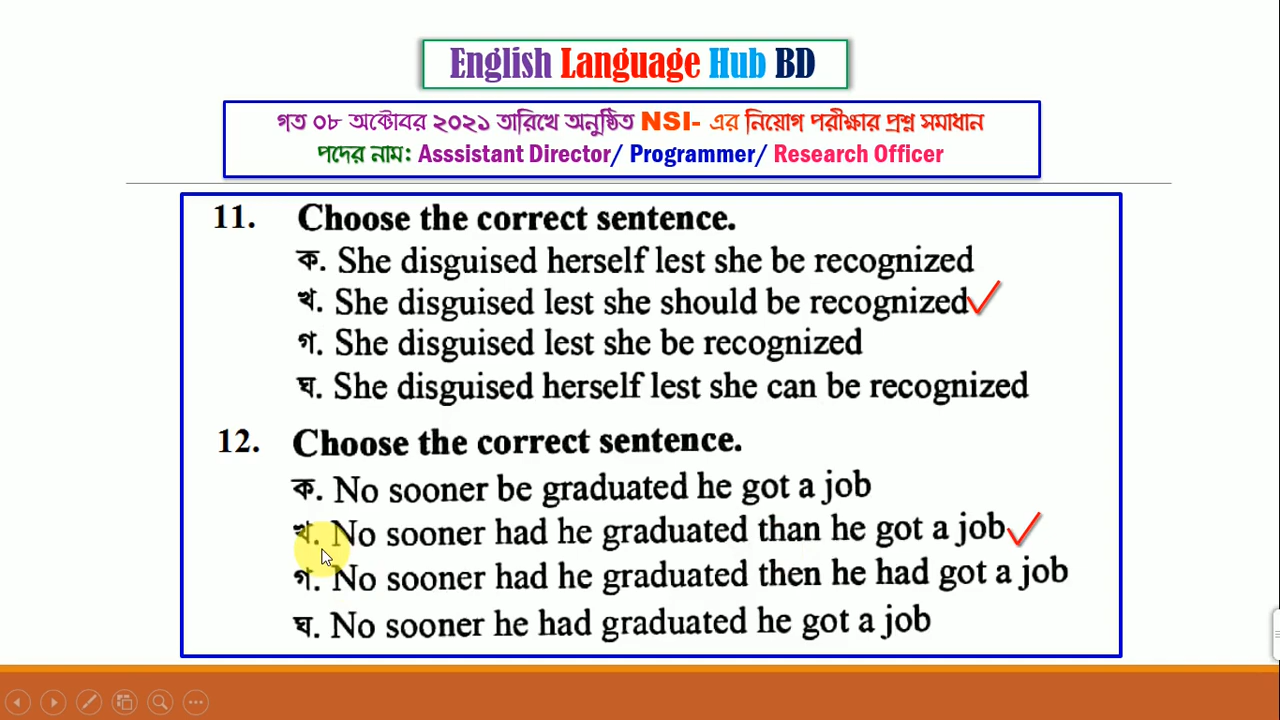 English Language Hub BD
গত ০৮ অক্টোবর ২০২১ তারিখে অনুষ্ঠিত NSI- এর নিয়োগ পরীক্ষার প্রশ্ন সমাধান
পদের নাম: Asssistant Director/ Programmer/ Research Officer
11. Choose the correct sentence.
ক. She disguised herself lest she be recognized
খ. She disguised lest she should be recognized
গ. She disguised lest she be recognized
ঘ. She disguised herself lest she can be recognized
12. Choose the correct sentence.
ক. No sooner be graduated he got a job
খ. No sooner had he graduated than he got a job
গ. No sooner had he graduated then he had got a job
ঘ. No sooner he had graduated he got a job